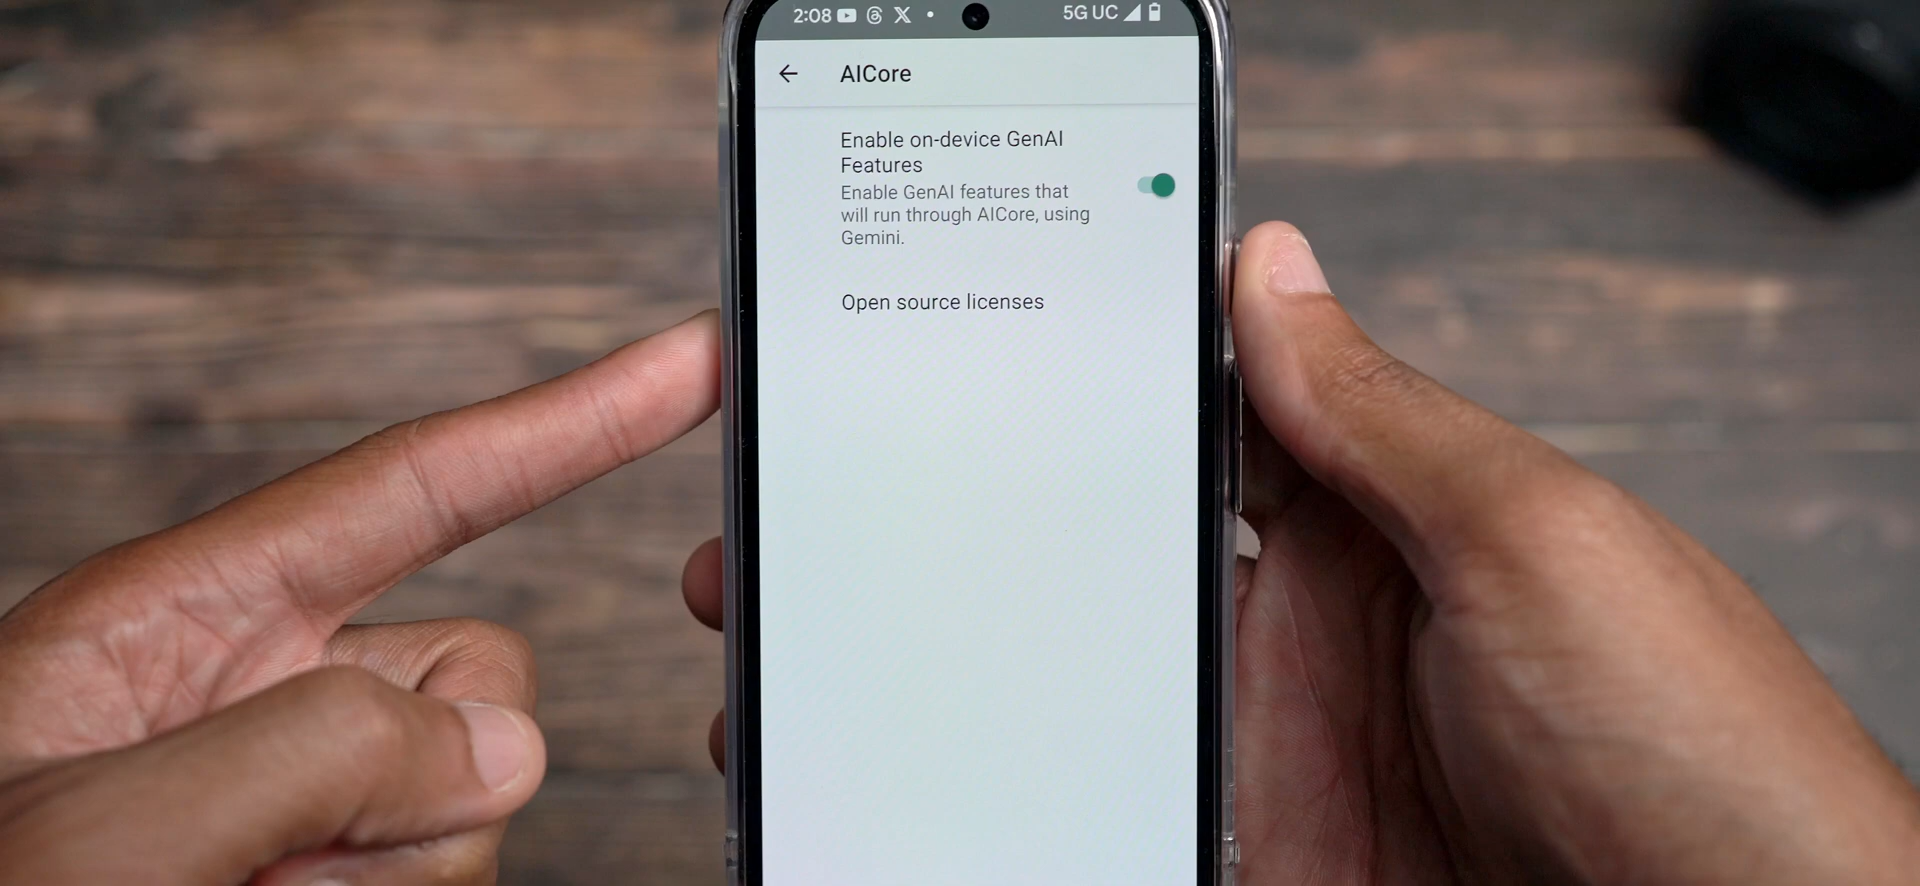 2:08 5G UC
AICore
Enable on-device GenAI
Features
Enable GenAI features that
will run through AICore, using
Gemini.
Open source licenses